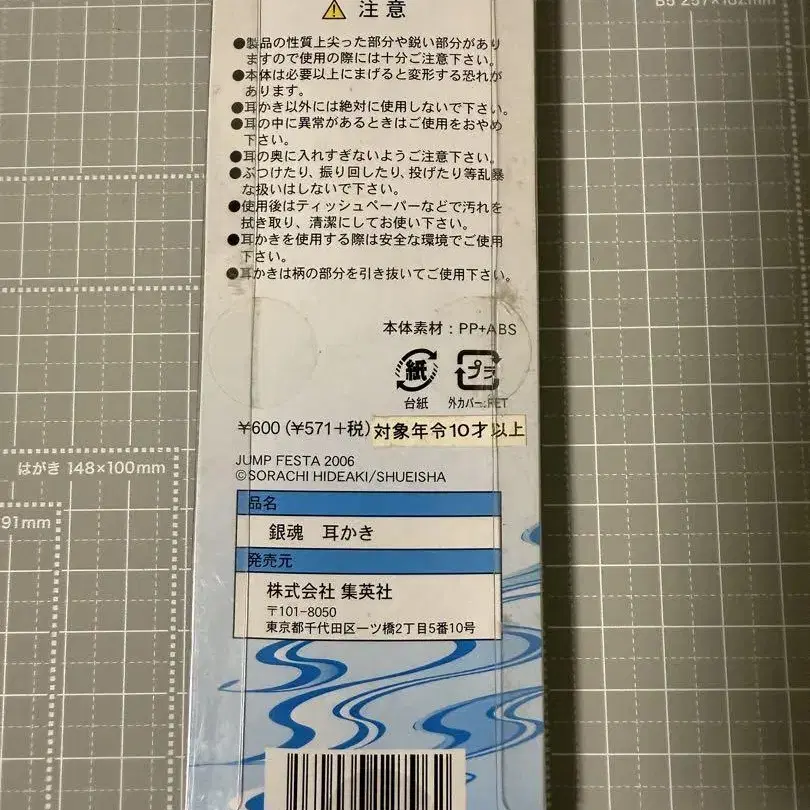 B5 257×182mm
注意
●製品の性質上尖った部分や鋭い部分があり
ますので使用の際には十分ご注意下さい。
●本体は必要以上にまげると変形する恐れが
あります。
●耳かき以外には絶対に使用しないで下さい。
●耳の中に異常があるときはご使用をおやめ
下さい。
●耳の奥に入れすぎないようご注意下さい。
●ぶつけたり、振り回したり、投げたり等乱暴
な扱いはしないで下さい。
●使用後はティッシュペーパーなどで汚れを
拭き取り、清潔にしてお使い下さい。
●耳かきを使用する際は安全な環境でご使用
下さい。
●耳かきは柄の部分を引き抜いてご使用下さい。
本体素材：PP+ABS
紙
プラ
台紙
外カバー:PET
¥600(¥571+税)
対象年令10才以上
JUMP FESTA 2006
©SORACHI HIDEAKI/SHUEISHA
はがき 148×100mm
91mm
品名
銀魂 耳かき
発売元
株式会社 集英社
〒101-8050
東京都千代田区一ツ橋2丁目5番10号